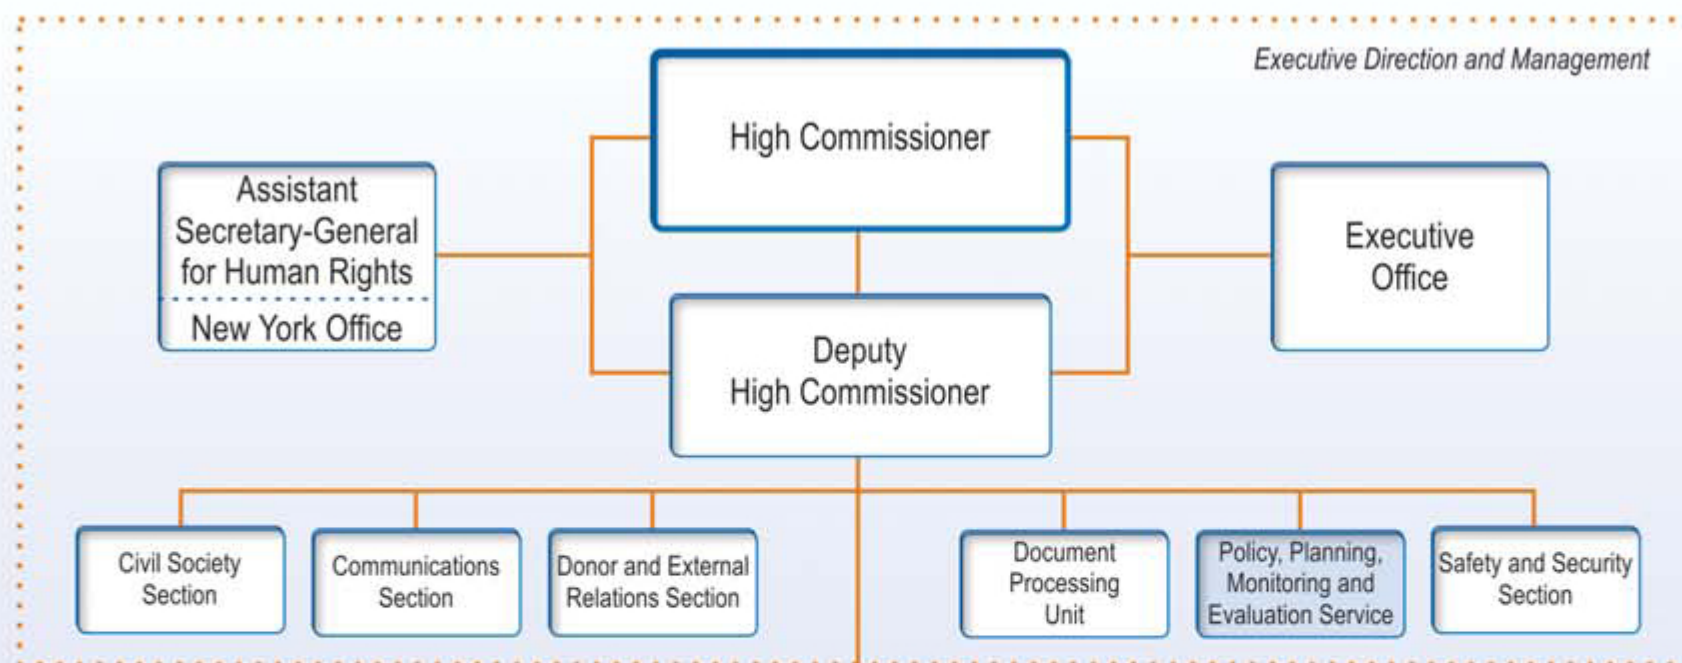 Executive Direction and Management
High Commissioner
Assistant
Secretary-General
for Human Rights
New York Office
Executive
Office
Deputy
High Commissioner
Civil Society
Section
Communications
Section
Donor and External
Relations Section
Document
Processing
Unit
Policy, Planning,
Monitoring and
Evaluation Service
Safety and Security
Section